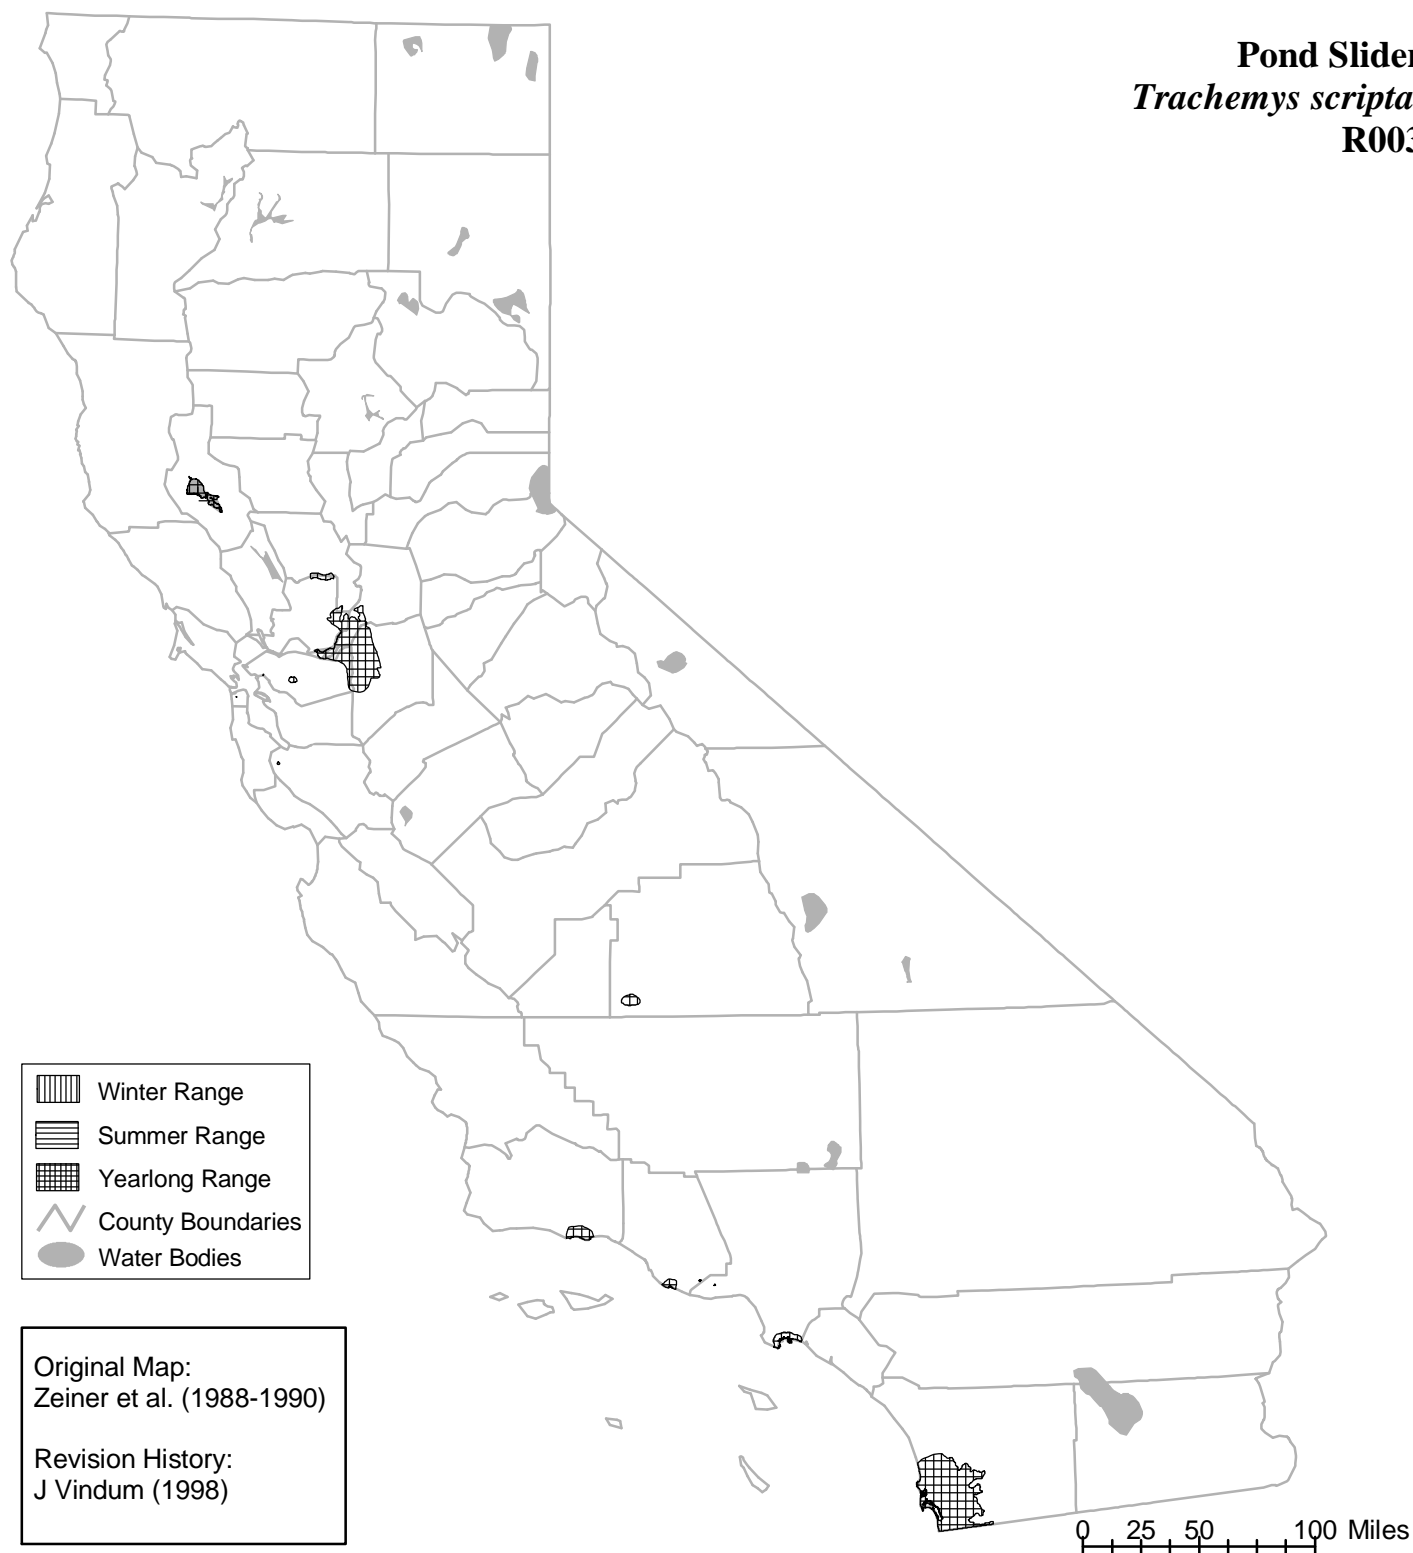 Pond Slider
Trachemys scripta
R003
Winter Range
Summer Range
Yearlong Range
County Boundaries
Water Bodies
Original Map:
Zeiner et al. (1988-1990)
Revision History:
J Vindum (1998)
0 25 50 100 Miles